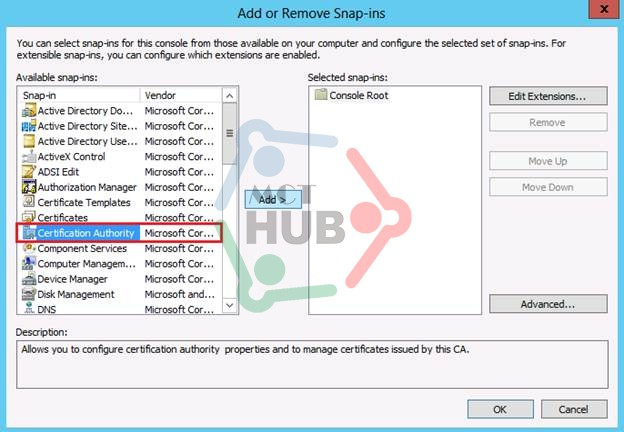 Add or Remove Snap-ins
x
You can select snap-ins for this console from those available on your computer and configure the selected set of snap-ins. For
extensible snap-ins, you can configure which extensions are enabled.
Available snap-ins:
Selected snap-ins:
Snap-in Vendor
Active Directory Do... Microsoft Cor...
Active Directory Site... Microsoft Cor...
Active Directory Use... Microsoft Cor...
ActiveX Control Microsoft Cor...
ADSI Edit Microsoft Cor...
Authorization Manager Microsoft Cor...
Certificate Templates Microsoft Cor...
Certificates Microsoft Cor...
Certification Authority Microsoft Cor...
Component Services Microsoft Cor...
Computer Managem... Microsoft Cor...
Device Manager Microsoft Cor...
Disk Management Microsoft and...
DNS Microsoft Cor...
Add >
MCT
HUB
Console Root
Edit Extensions...
Remove
Move Up
Move Down
Advanced...
Description:
Allows you to configure certification authority properties and to manage certificates issued by this CA.
OK
Cancel